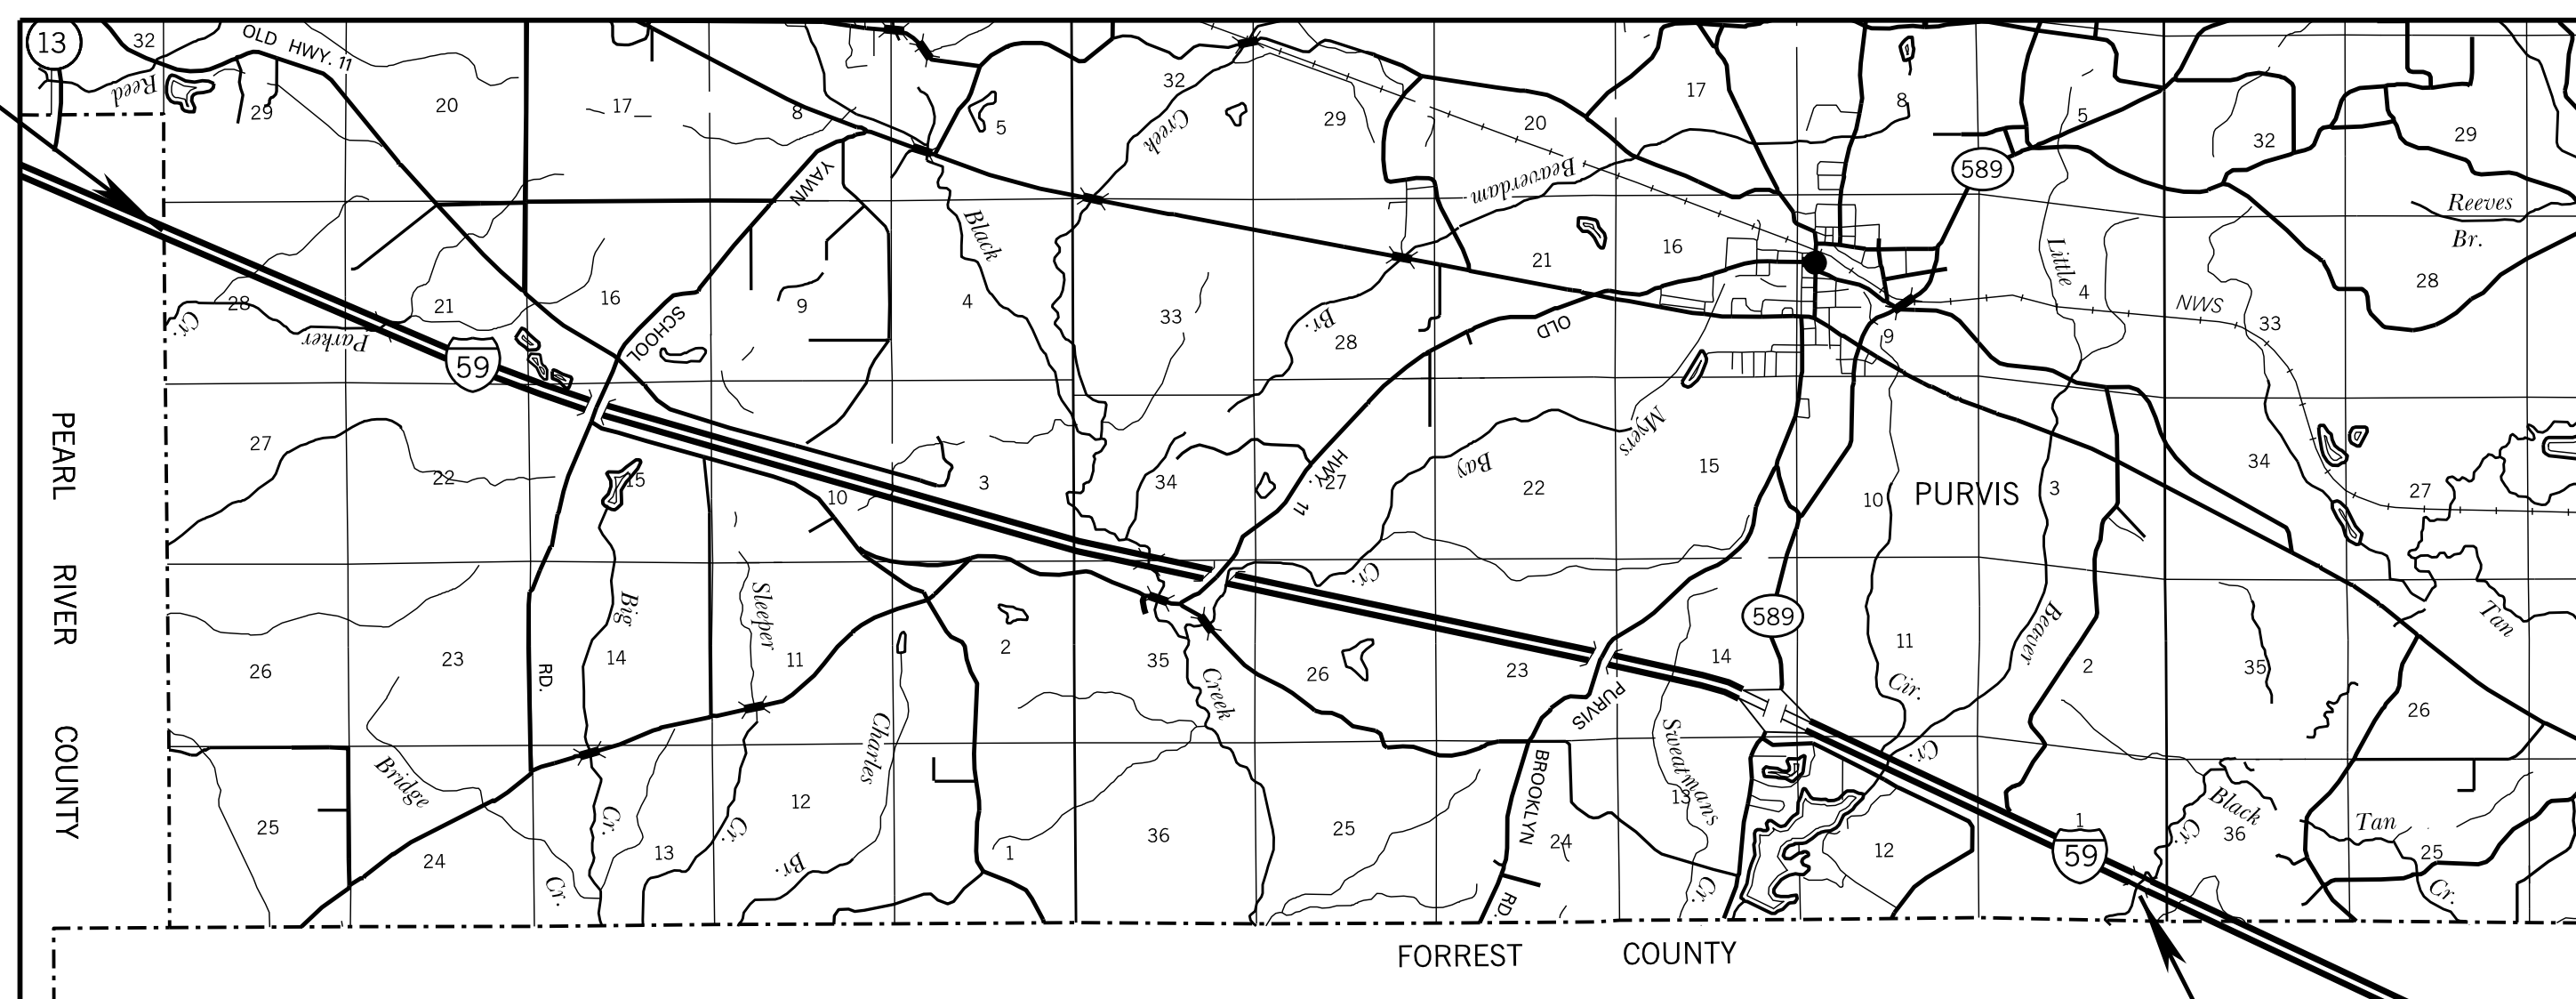 13
32
OLD HWY. 11
Reed
29
20
17
8
5
32
Creek
29
20
17
8
5
32
29
589
YAWN
Black
Beaverdam
Reeves
Br.
28
Cr.
Parker
21
16
SCHOOL
9
4
33
Br.
28
21
OLD
16
9
Little
4
NWS
33
28
59
PEARL RIVER COUNTY
27
22
15
10
3
34
HWY. 11
27
Bay
22
Myers
15
10
PURVIS
3
34
27
Cr.
26
23
RD.
Big
14
Sleeper
11
2
35
Creek
26
23
PURVIS
14
589
11
Cir.
Beaver
2
35
Tan
26
Cr.
25
Bridge
24
Cr.
Cr.
13
Cr.
12
Charles
Br.
1
36
25
BROOKLYN
RD.
24
Sweatmans
13
Cr.
12
1
59
Cr.
Black
36
Tan
25
Cr.
FORREST COUNTY